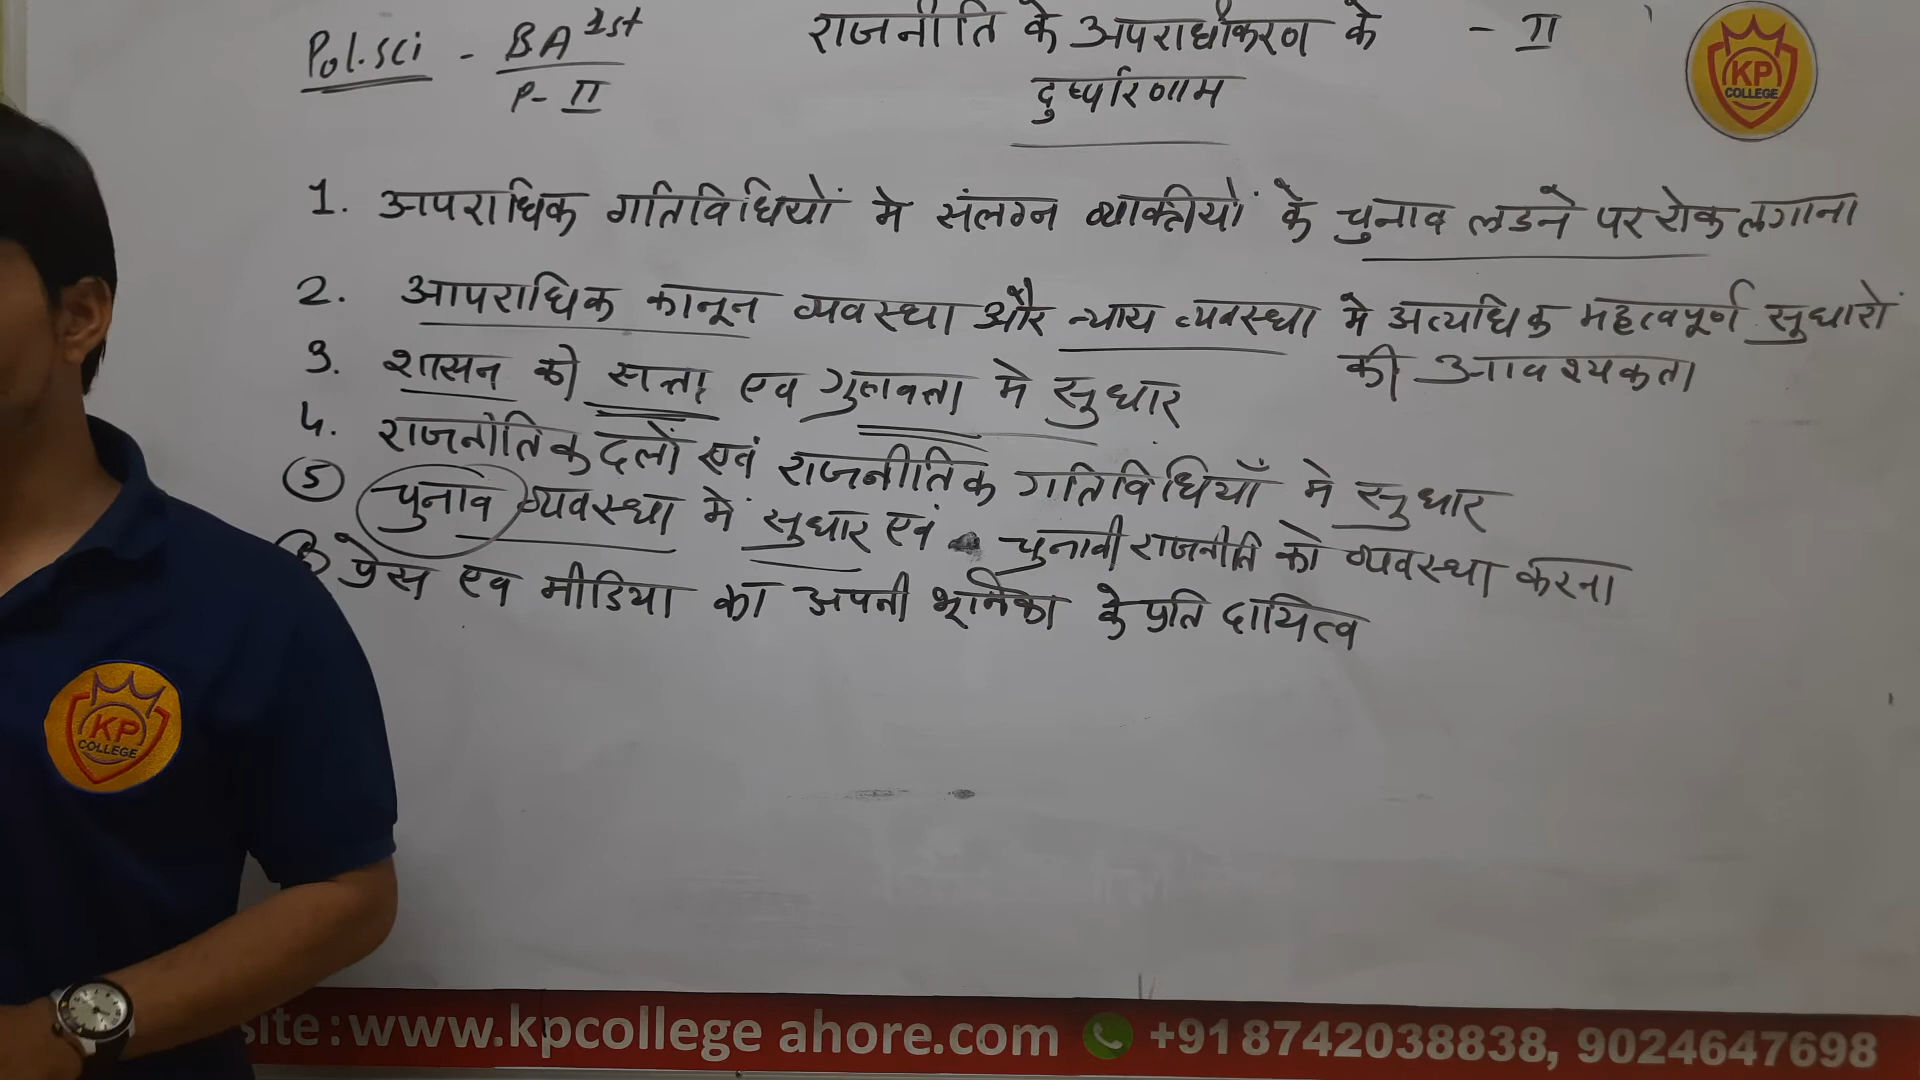 Pol.sci - BA 1st
P-II
राजनीति के अपराधीकरण के - II
दुर्ष्परिणाम
KP
COLLEGE
1. आपराधिक गतिविधियों मे संलग्न व्याक्तीयों के चुनाव लडने पर रोक लगाना
2. आपराधिक कानून व्यवस्था और न्याय व्यवस्था मे अत्यधिक महत्वपूर्ण सुधारों
की आवश्यकता
3. शासन को सत्ता एव गुणवत्ता मे सुधार
4. राजनीतिक दलों एवं राजनीतिक गतिविधियाँ मे सुधार
5 चुनाव व्यवस्था में सुधार एवं चुनावी राजनीति को व्यवस्था करना
प्रेस एव मीडिया का अपनी भूमिका के प्रति दायित्व
KP
COLLEGE
site:www.kpcollege ahore.com +91 8742038838, 9024647698